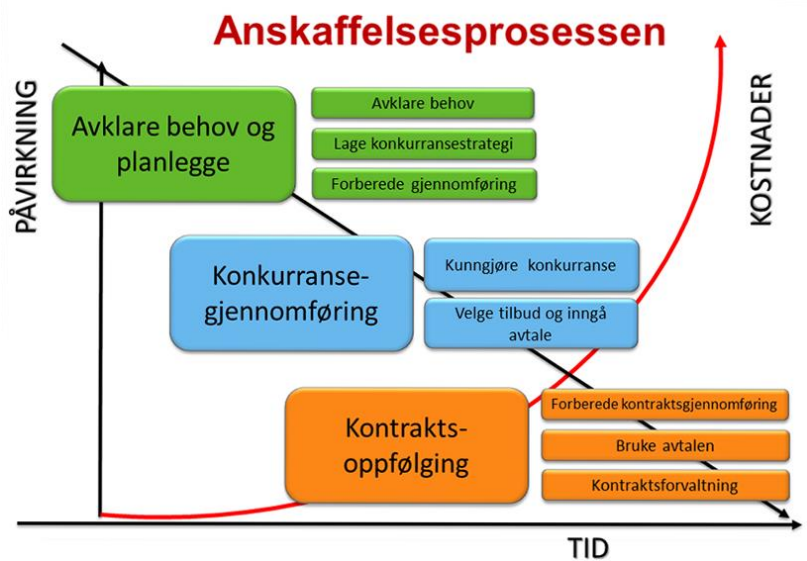 Anskaffelsesprosessen
PÅVIRKNING
KOSTNADER
Avklare behov og
planlegge
Avklare behov
Lage konkurransestrategi
Forberede gjennomføring
Konkurranse-
gjennomføring
Kunngjøre konkurranse
Velge tilbud og inngå
avtale
Kontrakts-
oppfølging
Forberede kontraktsgjennomføring
Bruke avtalen
Kontraktsforvaltning
TID